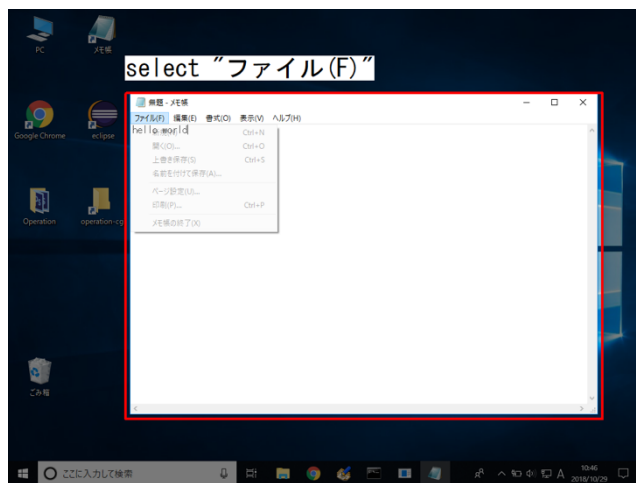 PC
メモ帳
select "ファイル(F)"
無題 - メモ帳
ファイル(F) 編集(E) 書式(O) 表示(V) ヘルプ(H)
hello world
Ctrl+N
開く(O)... Ctrl+O
上書き保存(S) Ctrl+S
名前を付けて保存(A)...
ページ設定(U)...
印刷(P)... Ctrl+P
メモ帳の終了(X)
Google Chrome
eclipse
Operation
operation-cg
ごみ箱
ここに入力して検索
A
10:46
2018/10/29